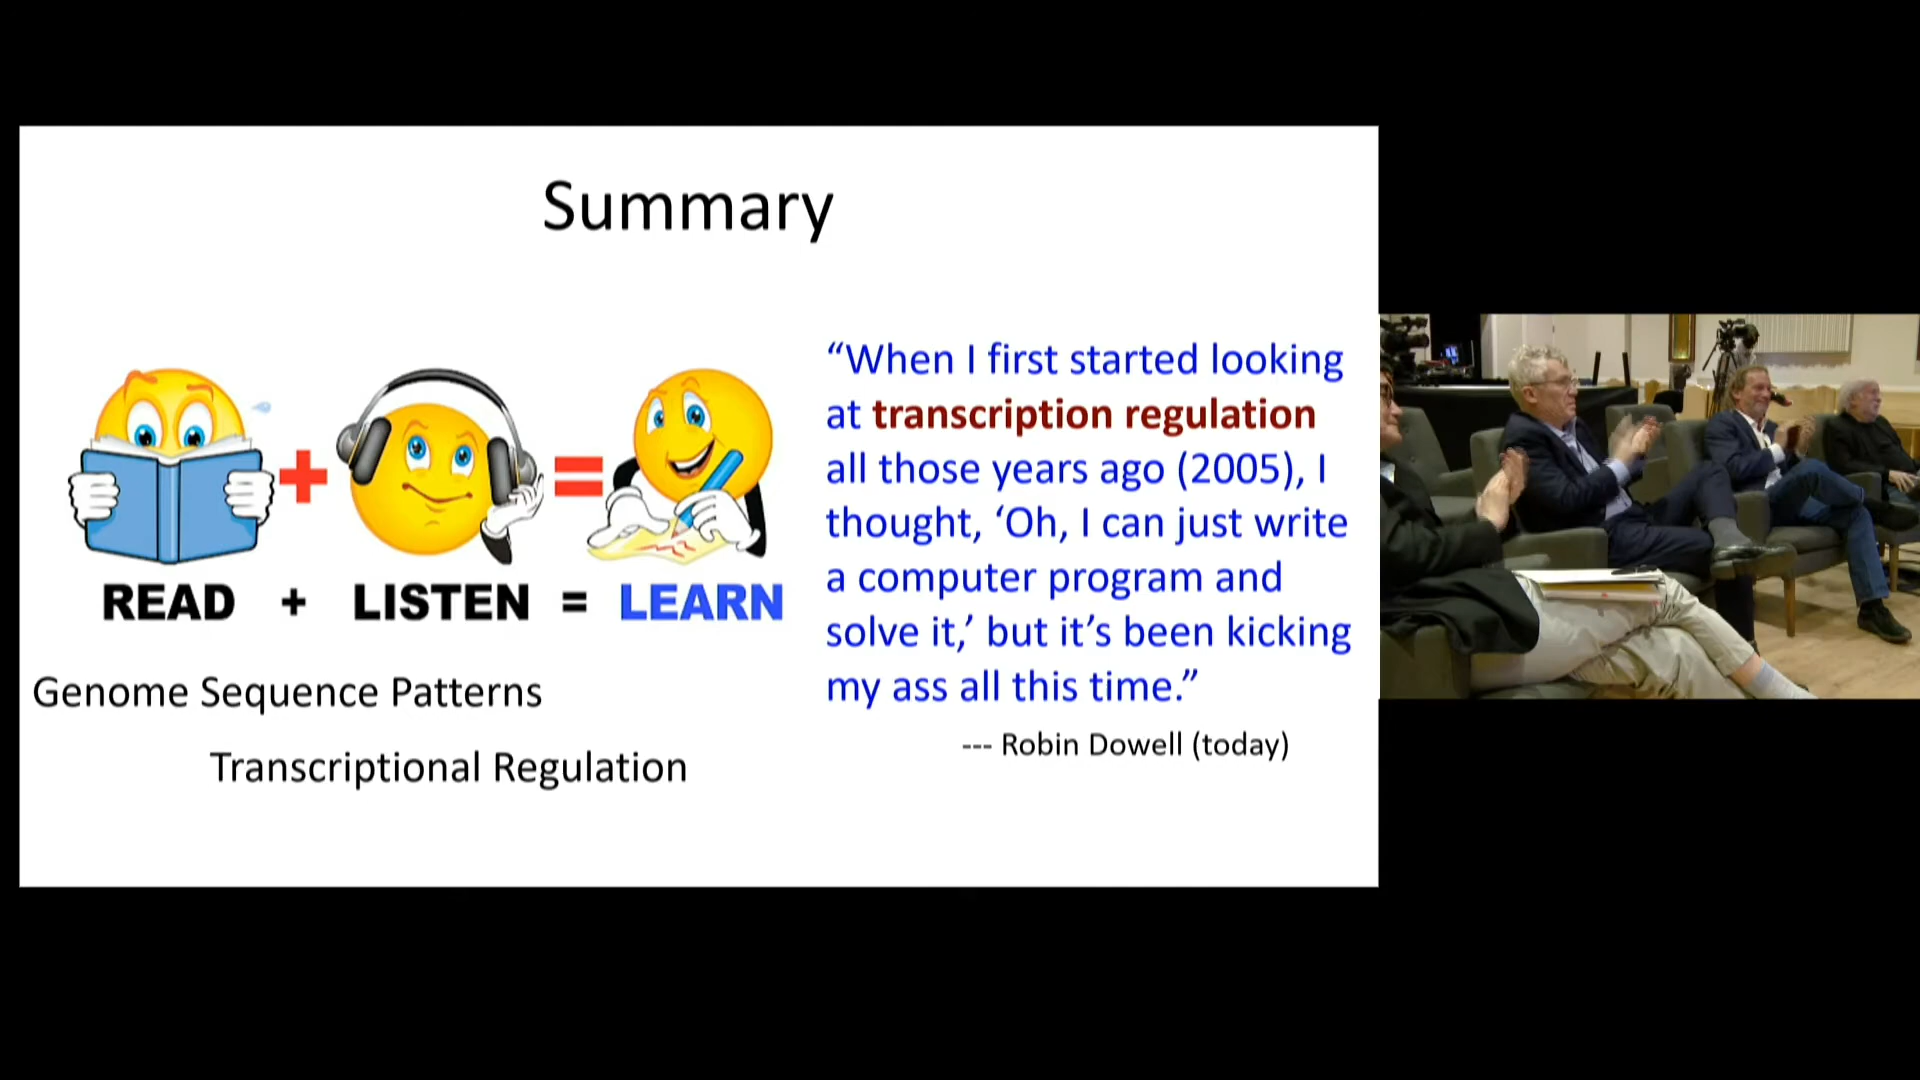 Summary
READ + LISTEN = LEARN
Genome Sequence Patterns
Transcriptional Regulation
“When I first started looking
at transcription regulation
all those years ago (2005), I
thought, ‘Oh, I can just write
a computer program and
solve it,’ but it’s been kicking
my ass all this time.”
--- Robin Dowell (today)